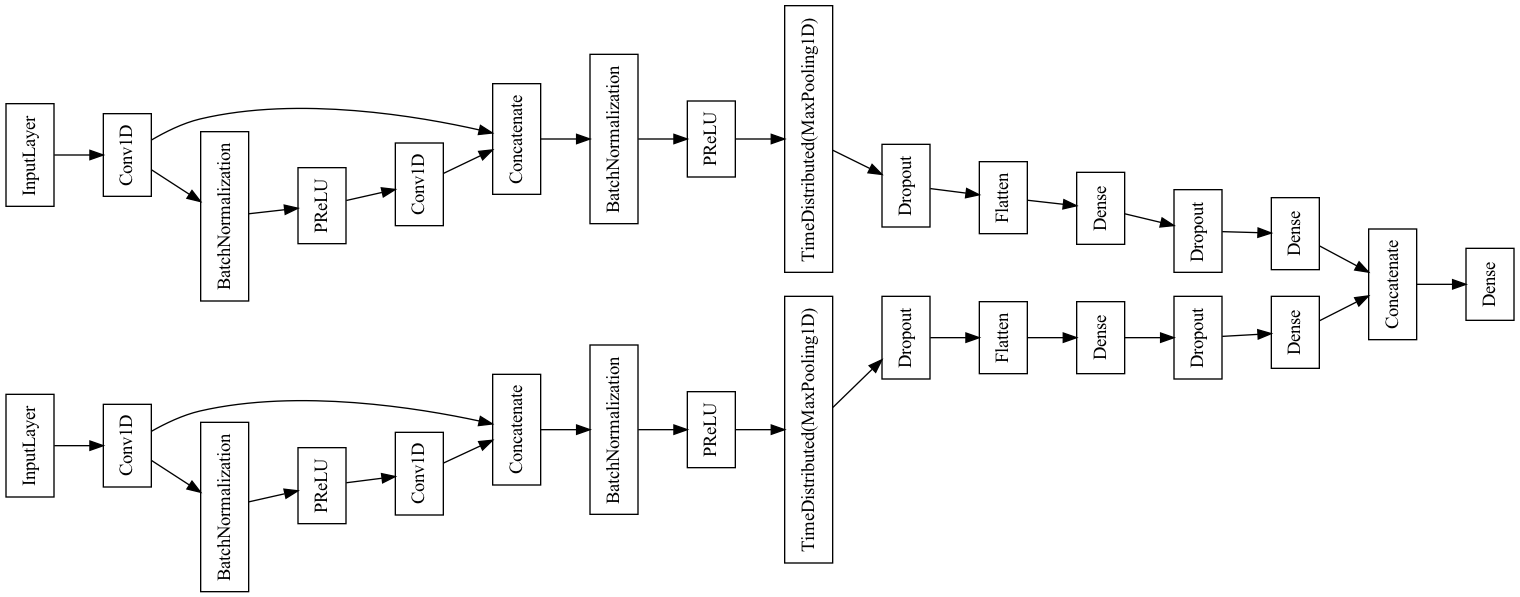 InputLayer
Conv1D
BatchNormalization
PReLU
Conv1D
Concatenate
BatchNormalization
PReLU
TimeDistributed(MaxPooling1D)
Dropout
Flatten
Dense
Dropout
Dense
InputLayer
Conv1D
BatchNormalization
PReLU
Conv1D
Concatenate
BatchNormalization
PReLU
TimeDistributed(MaxPooling1D)
Dropout
Flatten
Dense
Dropout
Dense
Concatenate
Dense